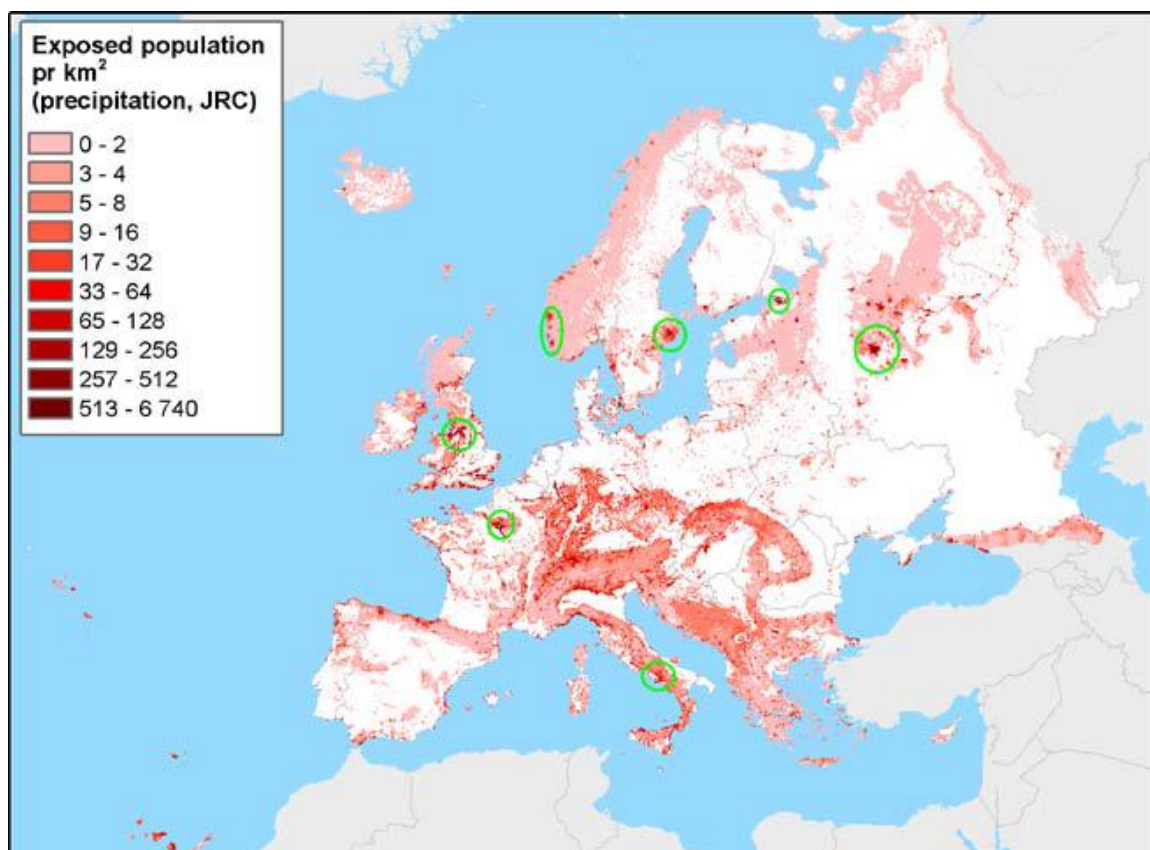 Exposed population
pr km²
(precipitation, JRC)
0 - 2
3 - 4
5 - 8
9 - 16
17 - 32
33 - 64
65 - 128
129 - 256
257 - 512
513 - 6 740